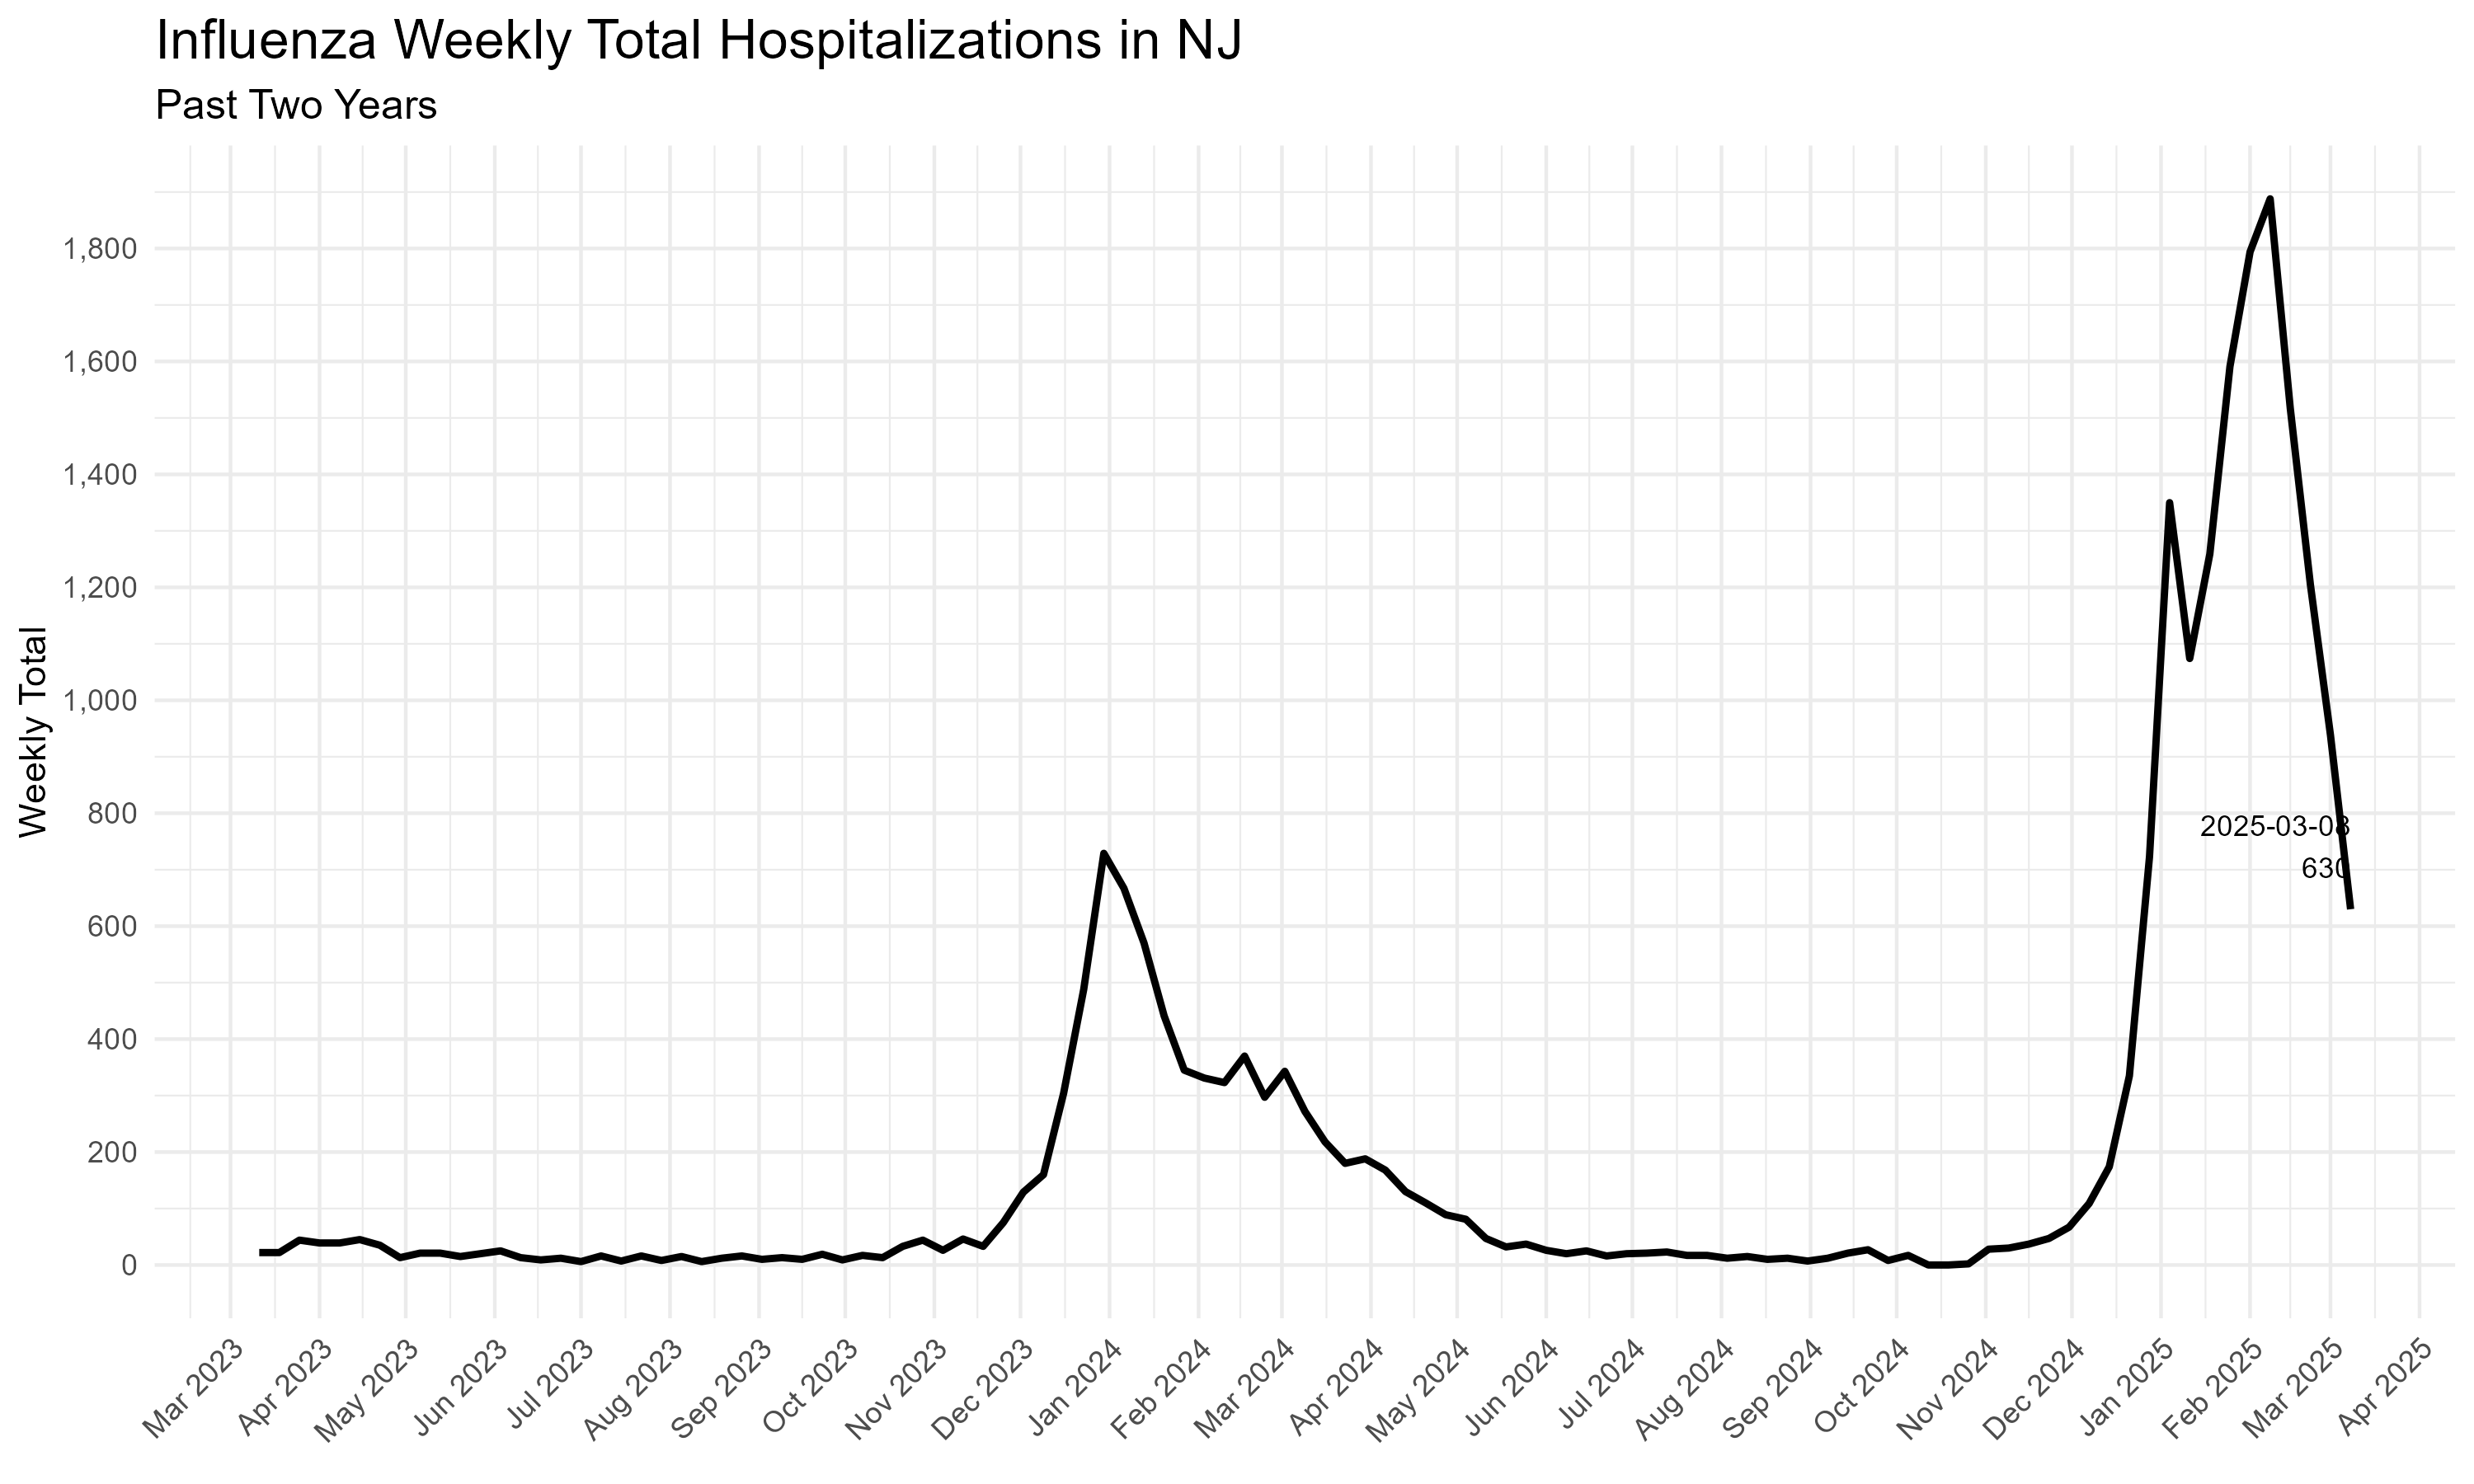 Influenza Weekly Total Hospitalizations in NJ
Past Two Years
Weekly Total
1,800
1,600
1,400
1,200
1,000
800
600
400
200
0
2025-03-08
630
Mar 2023
Apr 2023
May 2023
Jun 2023
Jul 2023
Aug 2023
Sep 2023
Oct 2023
Nov 2023
Dec 2023
Jan 2024
Feb 2024
Mar 2024
Apr 2024
May 2024
Jun 2024
Jul 2024
Aug 2024
Sep 2024
Oct 2024
Nov 2024
Dec 2024
Jan 2025
Feb 2025
Mar 2025
Apr 2025